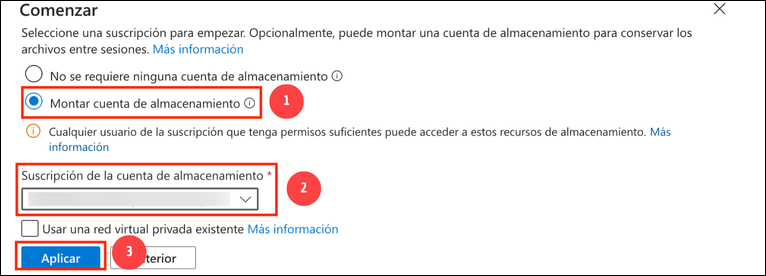 Comenzar
Seleccione una suscripción para empezar. Opcionalmente, puede montar una cuenta de almacenamiento para conservar los
archivos entre sesiones. Más información
No se requiere ninguna cuenta de almacenamiento
Montar cuenta de almacenamiento
1
Cualquier usuario de la suscripción que tenga permisos suficientes puede acceder a estos recursos de almacenamiento. Más
información
Suscripción de la cuenta de almacenamiento *
2
Usar una red virtual privada existente Más información
Aplicar
3
terior